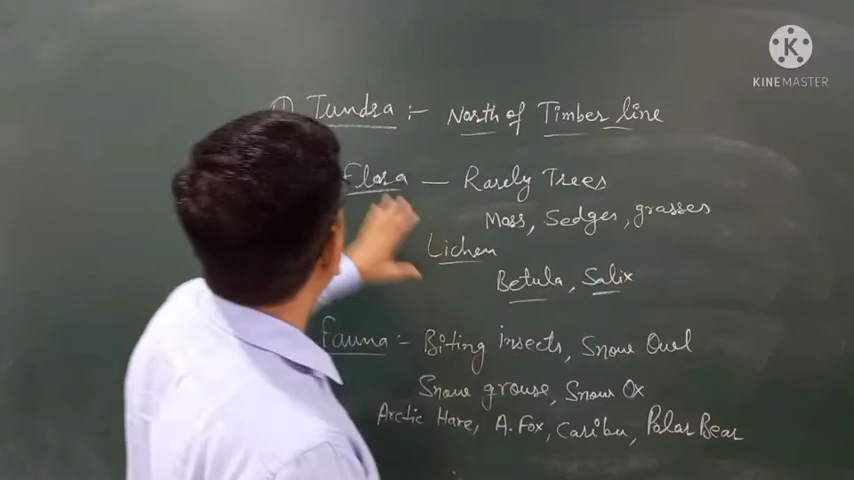 K
KINEMASTER
① Tundra :- North of Timber line
Flora — Rarely Trees
Moss, Sedges, grasses
Lichen
Betula, Salix
Fauna :- Biting insects, Snow Owl
Snow grouse, Snow Ox
Arctic Hare, A. Fox, Caribu, Polar Bear